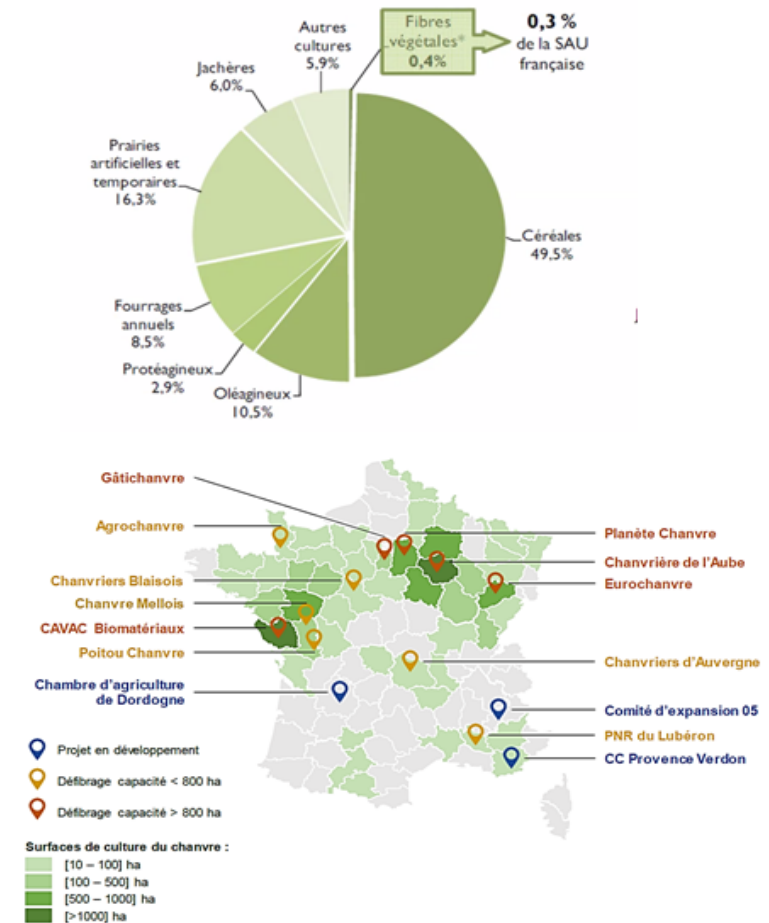 Autres
cultures
5,9%
Fibres
végétales*
0,4%
0,3 %
de la SAU
française
Jachères
6,0%
Prairies
artificielles et
temporaires
16,3%
Céréales
49,5%
Fourrages
annuels
8,5%
Protéagineux
2,9%
Oléagineux
10,5%
Gâtichanvre
Agrochanvre
Chanvriers Blaisois
Chanvre Mellois
CAVAC Biomatériaux
Poitou Chanvre
Chambre d'agriculture
de Dordogne
Planète Chanvre
Chanvrière de l'Aube
Eurochanvre
Chanvriers d'Auvergne
Comité d'expansion 05
PNR du Lubéron
CC Provence Verdon
Projet en développement
Défibrage capacité < 800 ha
Défibrage capacité > 800 ha
Surfaces de culture du chanvre :
[10 – 100] ha
[100 – 500] ha
[500 – 1000] ha
[>1000] ha